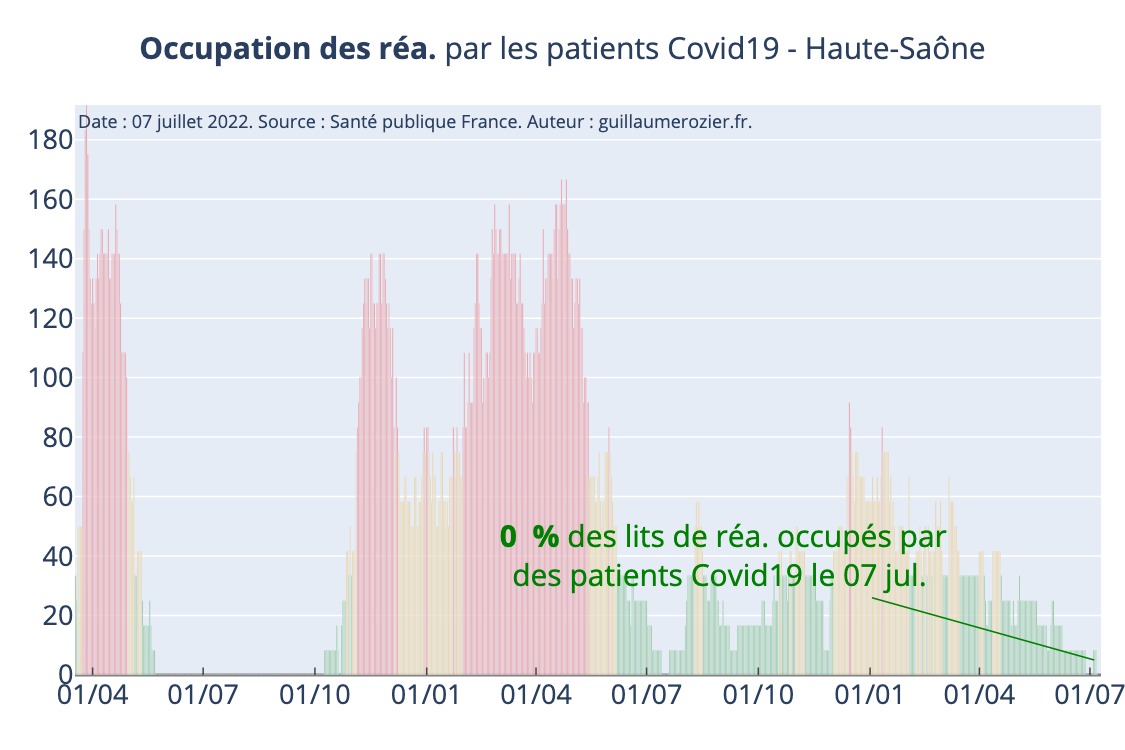 Occupation des réa. par les patients Covid19 - Haute-Saône
Date : 07 juillet 2022. Source : Santé publique France. Auteur : guillaumerozier.fr.
180
160
140
120
100
80
60
40
20
0
0 % des lits de réa. occupés par
des patients Covid19 le 07 jul.
01/04 01/07 01/10 01/01 01/04 01/07 01/10 01/01 01/04 01/07